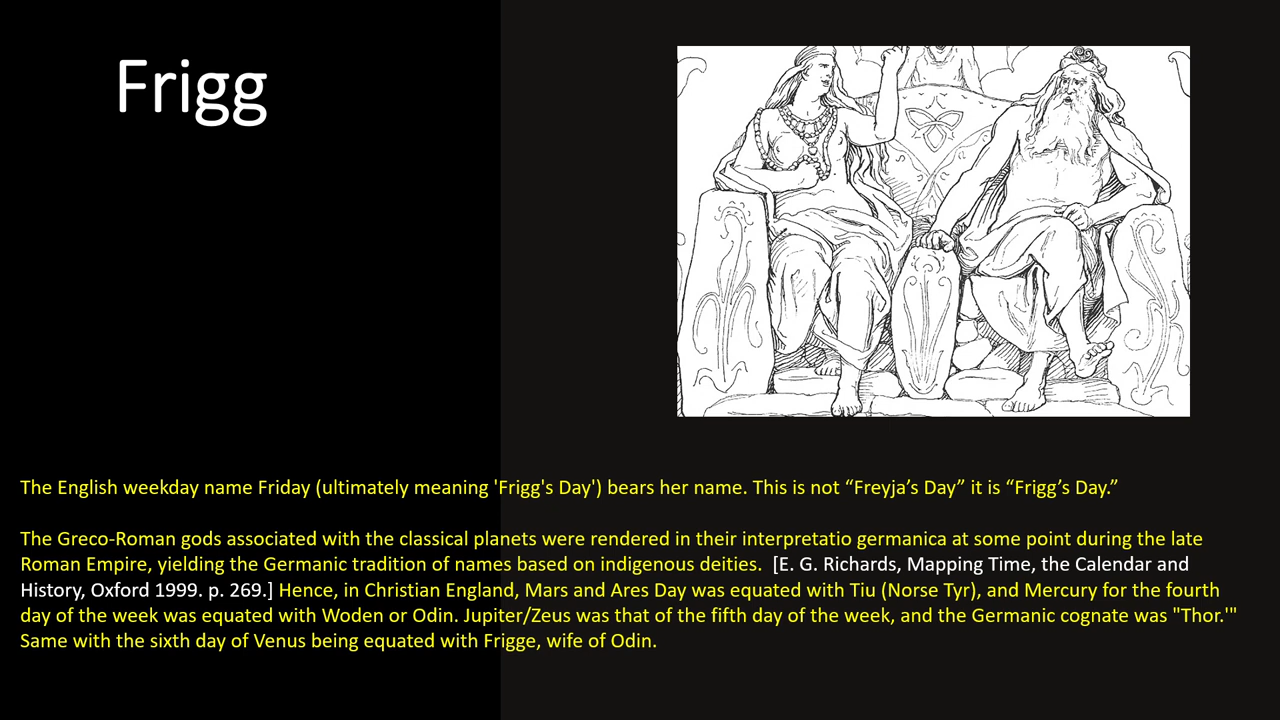 Frigg
The English weekday name Friday (ultimately meaning 'Frigg's Day') bears her name. This is not “Freyja’s Day” it is “Frigg’s Day.”
The Greco-Roman gods associated with the classical planets were rendered in their interpretatio germanica at some point during the late
Roman Empire, yielding the Germanic tradition of names based on indigenous deities.  [E. G. Richards, Mapping Time, the Calendar and
History, Oxford 1999. p. 269.] Hence, in Christian England, Mars and Ares Day was equated with Tiu (Norse Tyr), and Mercury for the fourth
day of the week was equated with Woden or Odin. Jupiter/Zeus was that of the fifth day of the week, and the Germanic cognate was "Thor.'"
Same with the sixth day of Venus being equated with Frigge, wife of Odin.